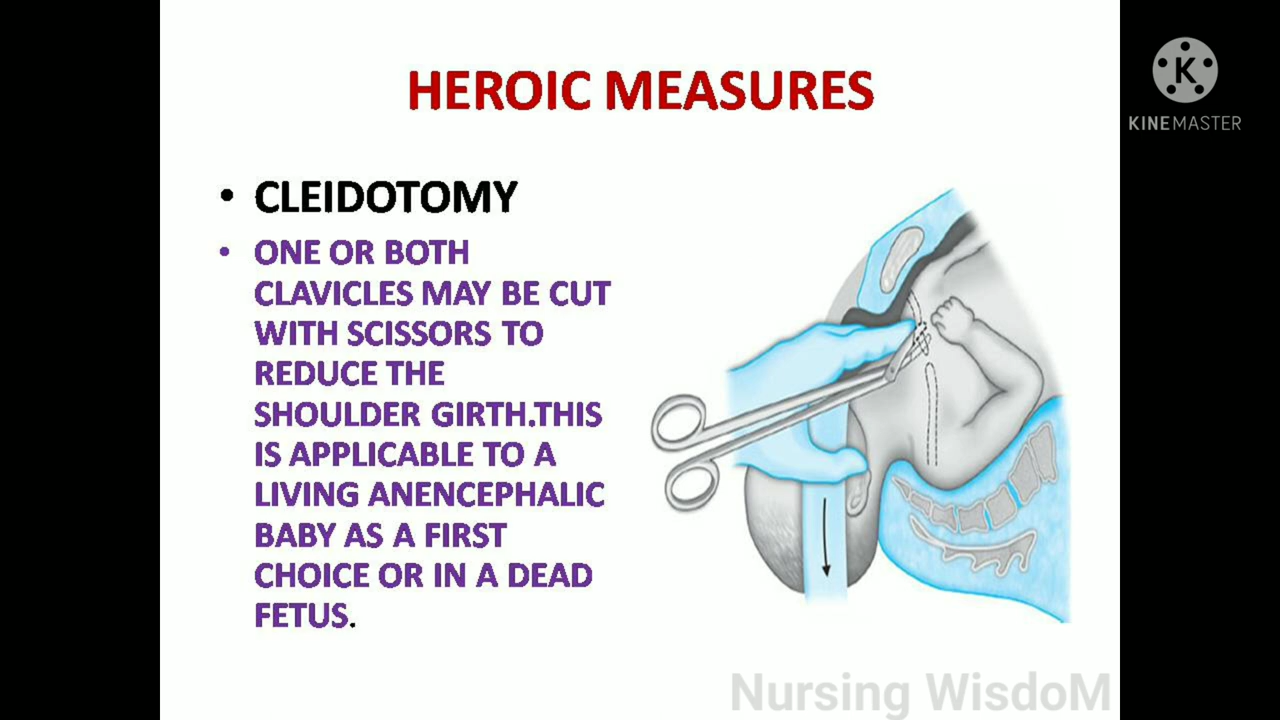 HEROIC MEASURES
K
KINEMASTER
• CLEIDOTOMY
• ONE OR BOTH
CLAVICLES MAY BE CUT
WITH SCISSORS TO
REDUCE THE
SHOULDER GIRTH.THIS
IS APPLICABLE TO A
LIVING ANENCEPHALIC
BABY AS A FIRST
CHOICE OR IN A DEAD
FETUS.
Nursing WisdoM